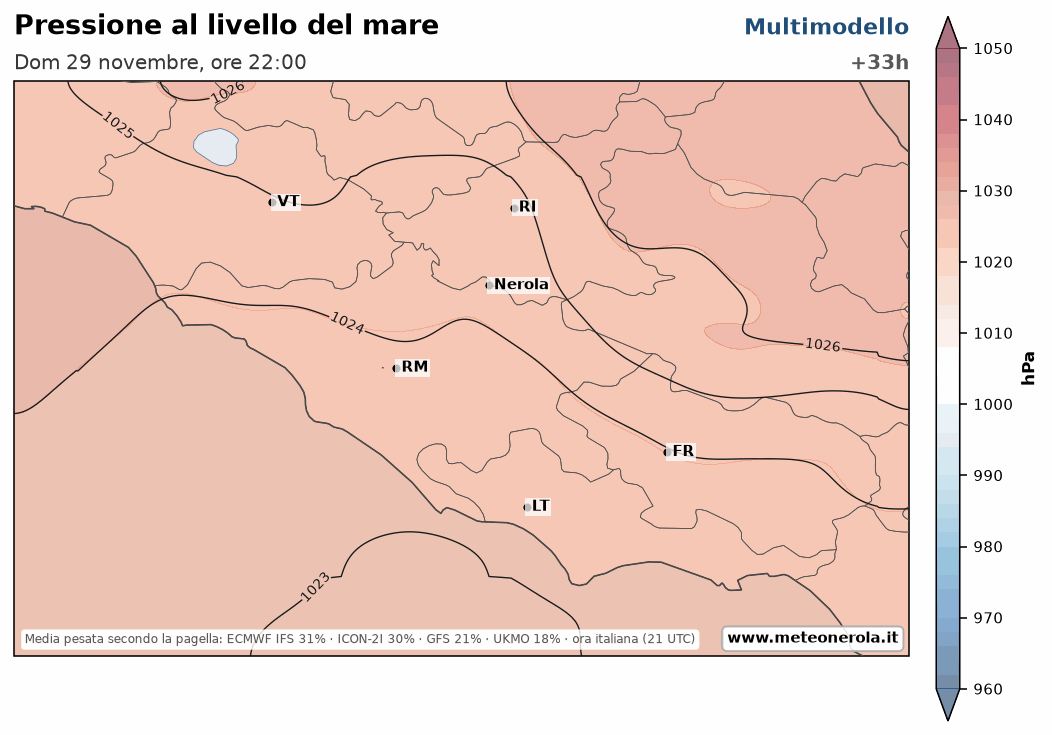 Pressione al livello del mare
Multimodello
Dom 29 novembre, ore 22:00
+33h
1050
1040
1030
1020
1010
1000
990
980
970
960
hPa
1026
1025
VT
RI
Nerola
1024
1026
RM
FR
LT
1023
Media pesata secondo la pagella: ECMWF IFS 31% · ICON-2I 30% · GFS 21% · UKMO 18% · ora italiana (21 UTC)
www.meteonerola.it